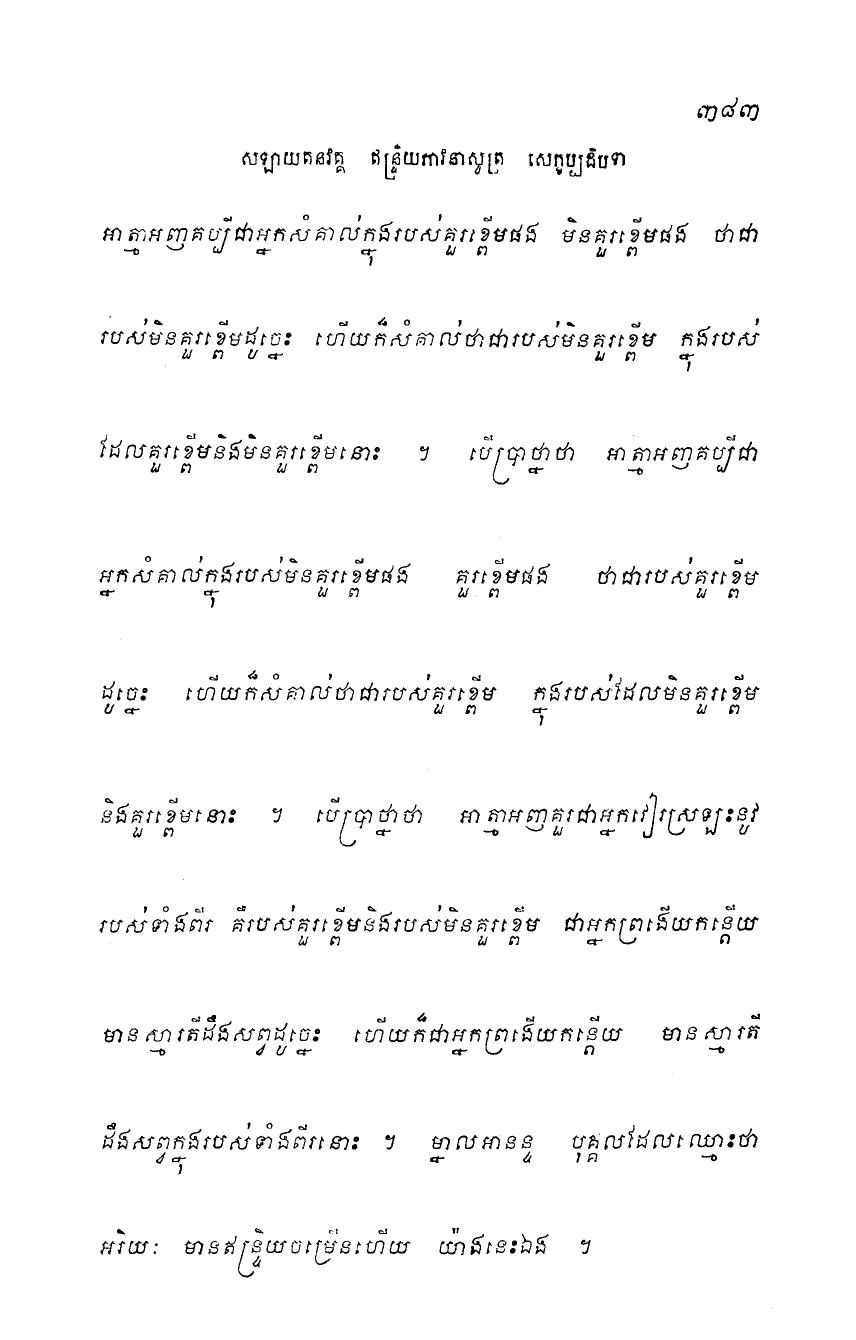 ៣៨៣
សឡាយតនវគ្គ ឥន្ទ្រិយភាវនាសូត្រ សេក្ខប្បដិបទា
អាត្មាអញគប្បីជាអ្នកសំគាល់ក្នុងរបស់គួរខ្ពើមផង មិនគួរខ្ពើមផង ថាជា
របស់មិនគួរខ្ពើមដូច្នេះ ហើយក៏សំគាល់ថាជារបស់មិនគួរខ្ពើម ក្នុងរបស់
ដែលគួរខ្ពើមនិងមិនគួរខ្ពើមនោះ ។ បើប្រាថ្នាថា អាត្មាអញគប្បីជា
អ្នកសំគាល់ក្នុងរបស់មិនគួរខ្ពើមផង គួរខ្ពើមផង ថាជារបស់គួរខ្ពើម
ដូច្នេះ ហើយក៏សំគាល់ថាជារបស់គួរខ្ពើម ក្នុងរបស់ដែលមិនគួរខ្ពើម
និងគួរខ្ពើមនោះ ។ បើប្រាថ្នាថា អាត្មាអញគួរជាអ្នកវៀរស្រឡះនូវ
របស់ទាំងពីរ គឺរបស់គួរខ្ពើមនិងរបស់មិនគួរខ្ពើម ជាអ្នកព្រងើយកន្តើយ
មានស្មារតីដឹងសព្វដូច្នេះ ហើយក៏ជាអ្នកព្រងើយកន្តើយ មានស្មារតី
ដឹងសព្វក្នុងរបស់ទាំងពីរនោះ ។ ម្នាលអានន្ទ បុគ្គលដែលឈ្មោះថា
អរិយៈ មានឥន្ទ្រិយចម្រើនហើយ យ៉ាងនេះឯង ។